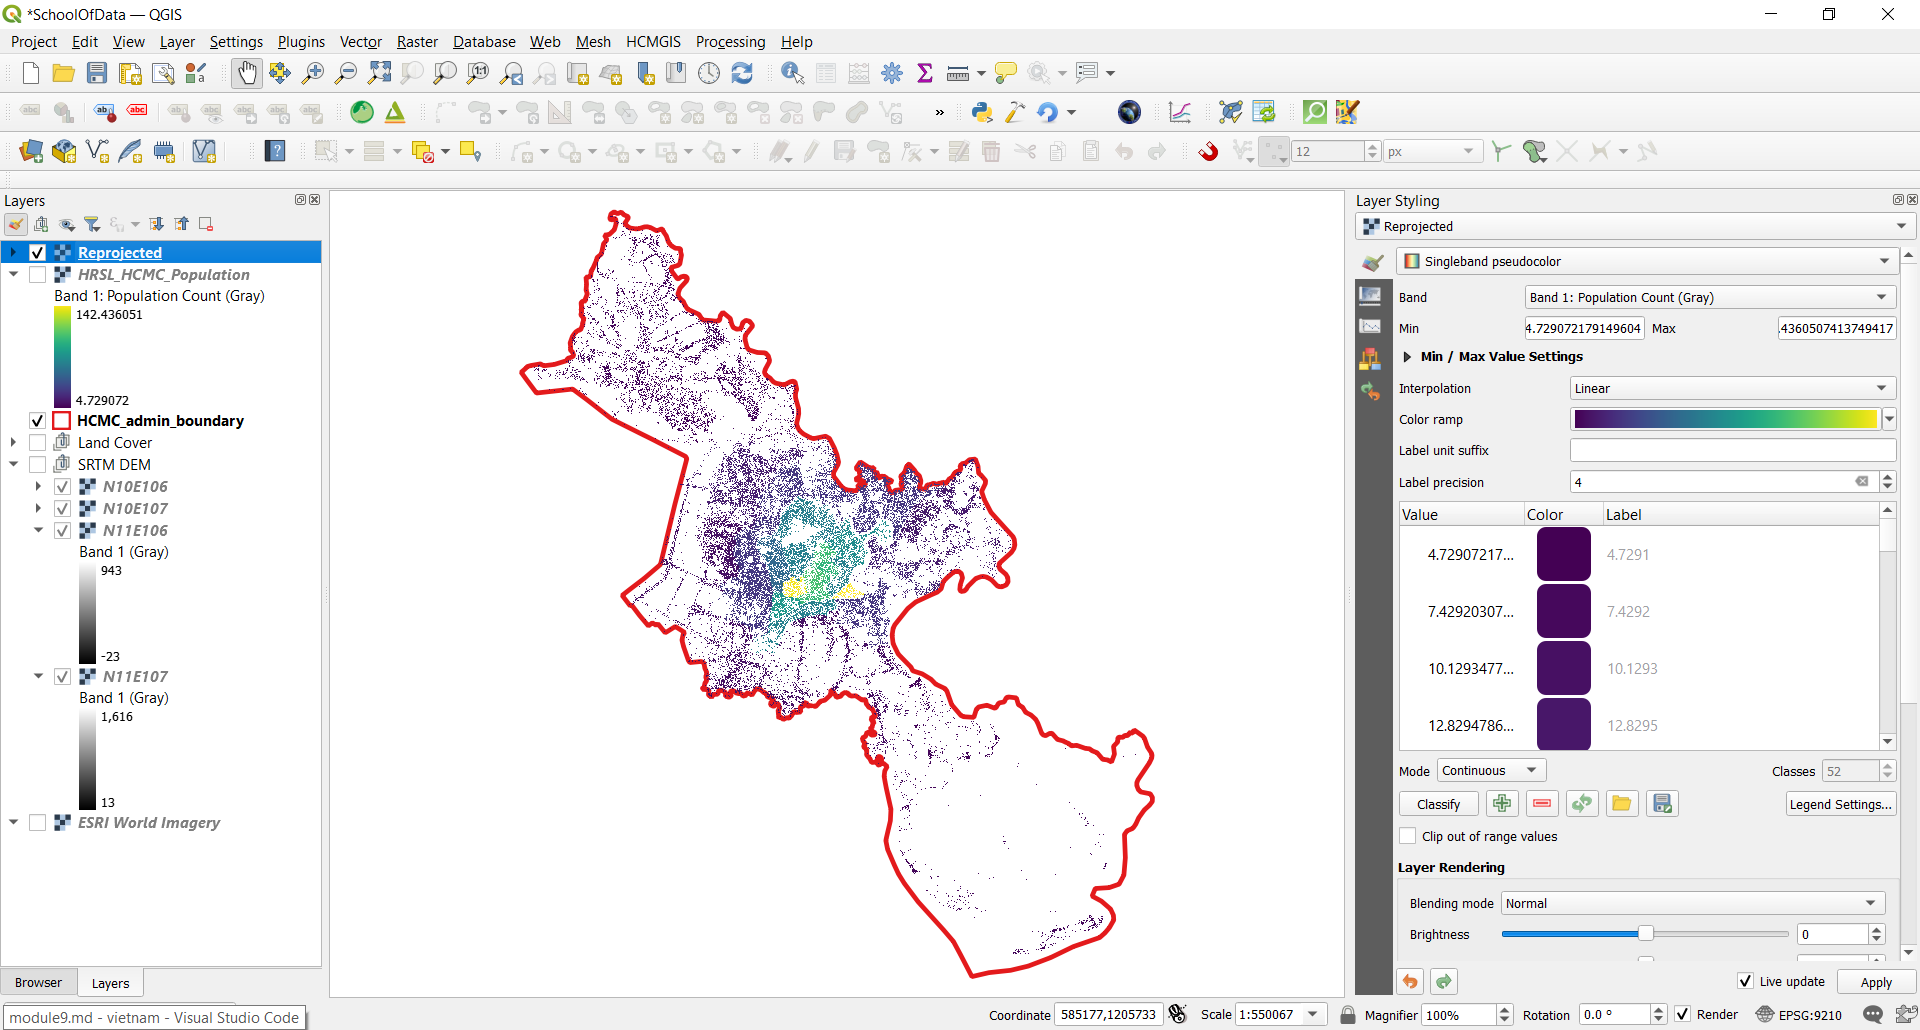 *SchoolOfData — QGIS
Project Edit View Layer Settings Plugins Vector Raster Database Web Mesh HCMGIS Processing Help
12 px
Layers
Reprojected
HRSL_HCMC_Population
Band 1: Population Count (Gray)
142.436051
4.729072
HCMC_admin_boundary
Land Cover
SRTM DEM
N10E106
N10E107
N11E106
Band 1 (Gray)
943
-23
N11E107
Band 1 (Gray)
1,616
13
ESRI World Imagery
Browser Layers
module9.md - vietnam - Visual Studio Code
Layer Styling
Reprojected
Singleband pseudocolor
Band Band 1: Population Count (Gray)
Min 4.729072179149604 Max .4360507413749417
Min / Max Value Settings
Interpolation Linear
Color ramp
Label unit suffix
Label precision 4
Value Color Label
4.72907217... 4.7291
7.42920307... 7.4292
10.1293477... 10.1293
12.8294786... 12.8295
Mode Continuous Classes 52
Classify Legend Settings...
Clip out of range values
Layer Rendering
Blending mode Normal
Brightness 0
Live update Apply
Coordinate 585177,1205733 Scale 1:550067 Magnifier 100% Rotation 0.0 ° Render EPSG:9210